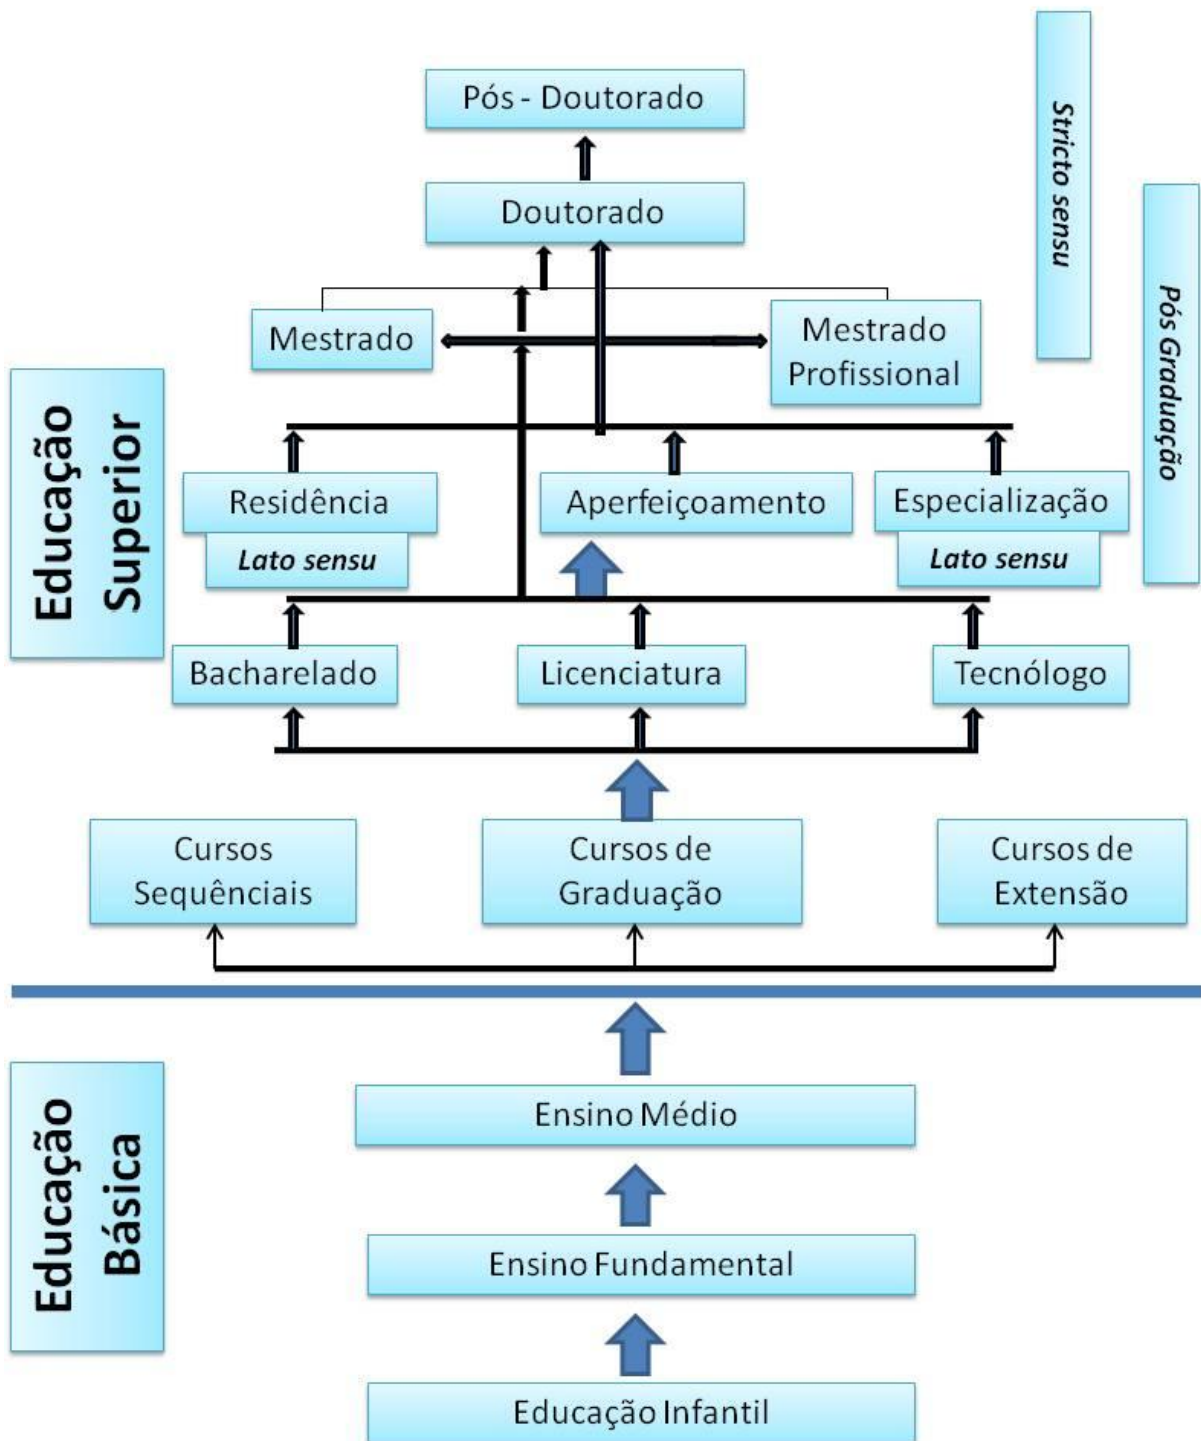 Pós - Doutorado
Stricto sensu
Doutorado
Pós Graduação
Mestrado
Mestrado
Profissional
Educação
Superior
Residência
Lato sensu
Aperfeiçoamento
Especialização
Lato sensu
Bacharelado
Licenciatura
Tecnólogo
Cursos
Sequênciais
Cursos de
Graduação
Cursos de
Extensão
Educação
Básica
Ensino Médio
Ensino Fundamental
Educação Infantil